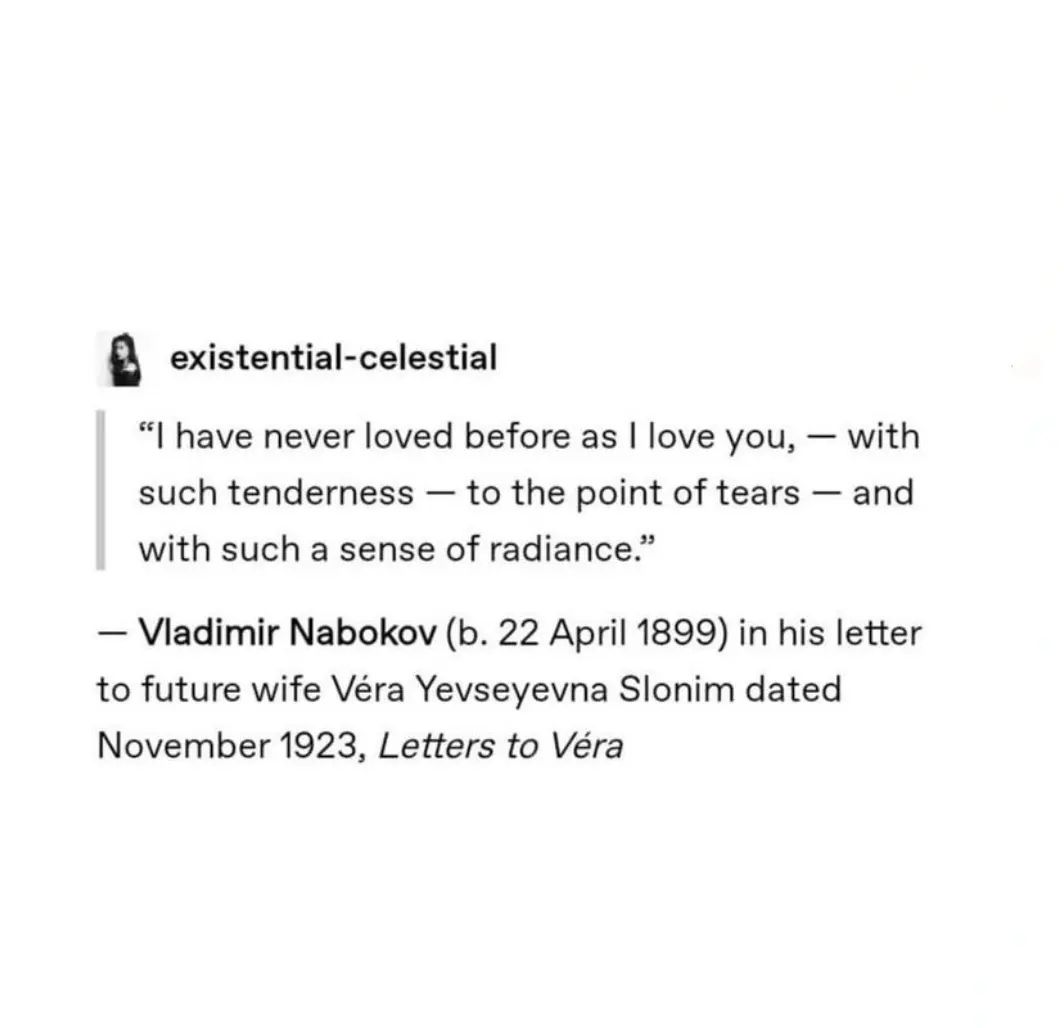 existential-celestial
“I have never loved before as I love you, — with
such tenderness — to the point of tears — and
with such a sense of radiance.”
— Vladimir Nabokov (b. 22 April 1899) in his letter
to future wife Véra Yevseyevna Slonim dated
November 1923, Letters to Véra